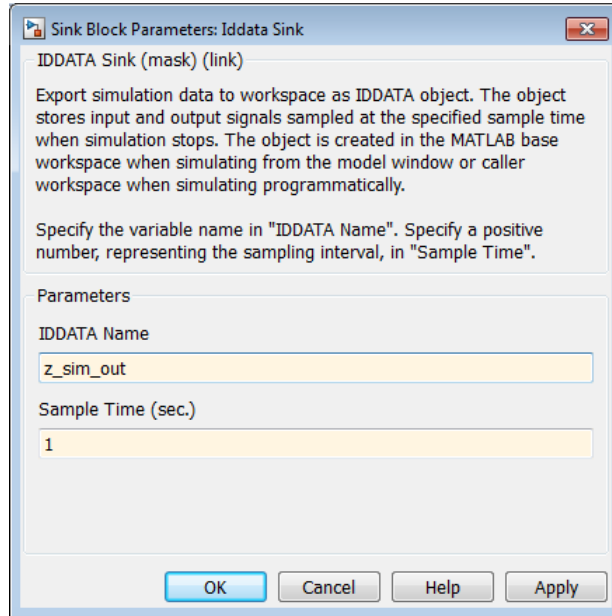 Sink Block Parameters: Iddata Sink
IDDATA Sink (mask) (link)
Export simulation data to workspace as IDDATA object. The object
stores input and output signals sampled at the specified sample time
when simulation stops. The object is created in the MATLAB base
workspace when simulating from the model window or caller
workspace when simulating programmatically.
Specify the variable name in "IDDATA Name". Specify a positive
number, representing the sampling interval, in "Sample Time".
Parameters
IDDATA Name
z_sim_out
Sample Time (sec.)
1
OK Cancel Help Apply